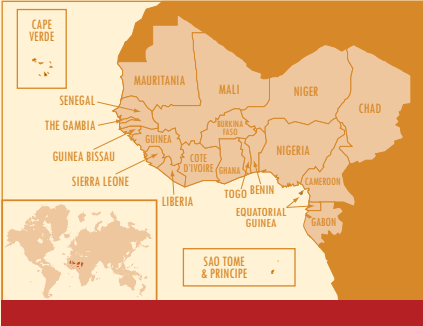 CAPE
VERDE
MAURITANIA
MALI
NIGER
CHAD
SENEGAL
THE GAMBIA
GUINEA BISSAU
SIERRA LEONE
LIBERIA
GUINEA
COTE
D'IVOIRE
BURKINA
FASO
GHANA
TOGO
BENIN
NIGERIA
CAMEROON
EQUATORIAL
GUINEA
GABON
SAO TOME
& PRINCIPE